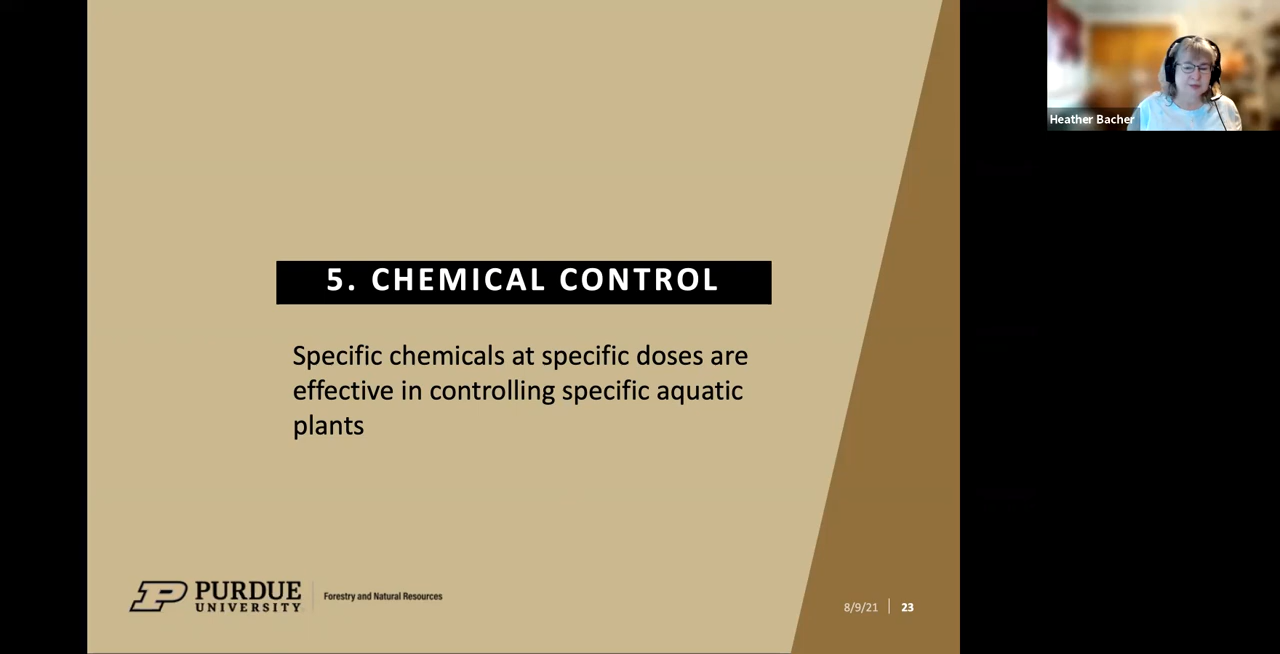 5. CHEMICAL CONTROL
Specific chemicals at specific doses are
effective in controlling specific aquatic
plants
PURDUE
UNIVERSITY
Forestry and Natural Resources
8/9/21 23
Heather Bacher